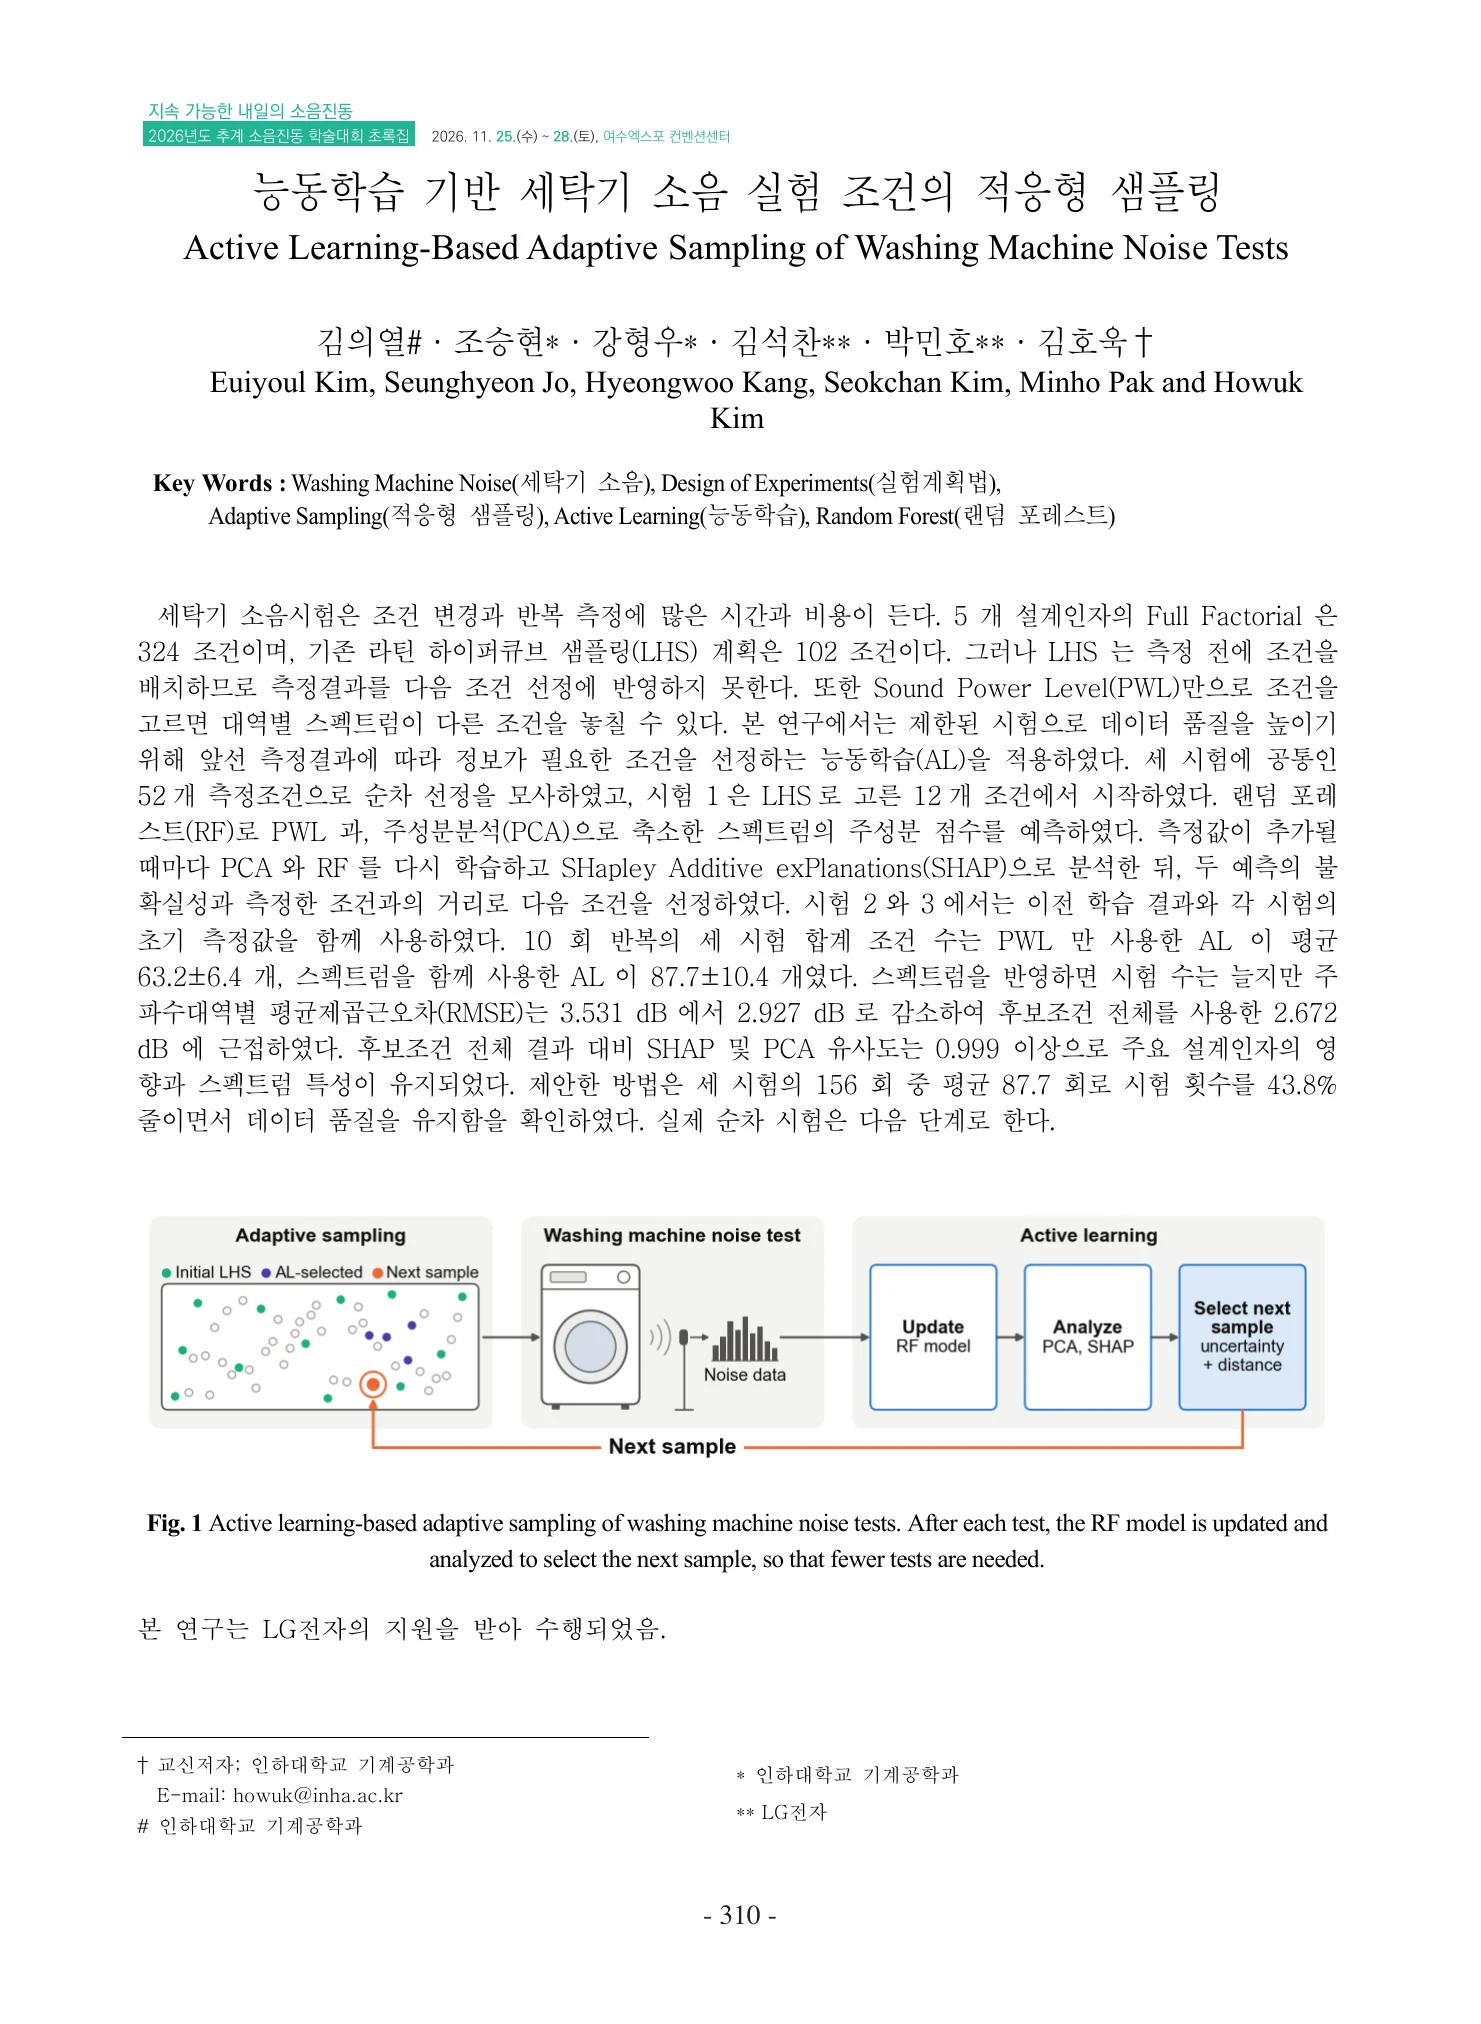 지속 가능한 내일의 소음진동
2026년도 추계 소음진동 학술대회 초록집 2026. 11. 25.(수) ~ 28.(토), 여수엑스포 컨벤션센터
능동학습 기반 세탁기 소음 실험 조건의 적응형 샘플링
Active Learning-Based Adaptive Sampling of Washing Machine Noise Tests
김의열# · 조승현* · 강형우* · 김석찬** · 박민호** · 김호욱†
Euiyoul Kim, Seunghyeon Jo, Hyeongwoo Kang, Seokchan Kim, Minho Pak and Howuk
Kim
Key Words : Washing Machine Noise(세탁기 소음), Design of Experiments(실험계획법),
Adaptive Sampling(적응형 샘플링), Active Learning(능동학습), Random Forest(랜덤 포레스트)
세탁기 소음시험은 조건 변경과 반복 측정에 많은 시간과 비용이 든다. 5 개 설계인자의 Full Factorial 은
324 조건이며, 기존 라틴 하이퍼큐브 샘플링(LHS) 계획은 102 조건이다. 그러나 LHS 는 측정 전에 조건을
배치하므로 측정결과를 다음 조건 선정에 반영하지 못한다. 또한 Sound Power Level(PWL)만으로 조건을
고르면 대역별 스펙트럼이 다른 조건을 놓칠 수 있다. 본 연구에서는 제한된 시험으로 데이터 품질을 높이기
위해 앞선 측정결과에 따라 정보가 필요한 조건을 선정하는 능동학습(AL)을 적용하였다. 세 시험에 공통인
52 개 측정조건으로 순차 선정을 모사하였고, 시험 1 은 LHS 로 고른 12 개 조건에서 시작하였다. 랜덤 포레
스트(RF)로 PWL 과, 주성분분석(PCA)으로 축소한 스펙트럼의 주성분 점수를 예측하였다. 측정값이 추가될
때마다 PCA 와 RF 를 다시 학습하고 SHapley Additive exPlanations(SHAP)으로 분석한 뒤, 두 예측의 불
확실성과 측정한 조건과의 거리로 다음 조건을 선정하였다. 시험 2 와 3 에서는 이전 학습 결과와 각 시험의
초기 측정값을 함께 사용하였다. 10 회 반복의 세 시험 합계 조건 수는 PWL 만 사용한 AL 이 평균
63.2±6.4 개, 스펙트럼을 함께 사용한 AL 이 87.7±10.4 개였다. 스펙트럼을 반영하면 시험 수는 늘지만 주
파수대역별 평균제곱근오차(RMSE)는 3.531 dB 에서 2.927 dB 로 감소하여 후보조건 전체를 사용한 2.672
dB 에 근접하였다. 후보조건 전체 결과 대비 SHAP 및 PCA 유사도는 0.999 이상으로 주요 설계인자의 영
향과 스펙트럼 특성이 유지되었다. 제안한 방법은 세 시험의 156 회 중 평균 87.7 회로 시험 횟수를 43.8%
줄이면서 데이터 품질을 유지함을 확인하였다. 실제 순차 시험은 다음 단계로 한다.
Adaptive sampling
Initial LHS AL-selected Next sample
Washing machine noise test
Noise data
Active learning
Update
RF model
Analyze
PCA, SHAP
Select next
sample
uncertainty
+ distance
Next sample
Fig. 1 Active learning-based adaptive sampling of washing machine noise tests. After each test, the RF model is updated and
analyzed to select the next sample, so that fewer tests are needed.
본 연구는 LG전자의 지원을 받아 수행되었음.
† 교신저자; 인하대학교 기계공학과
E-mail: howuk@inha.ac.kr
# 인하대학교 기계공학과
* 인하대학교 기계공학과
** LG전자
- 310 -